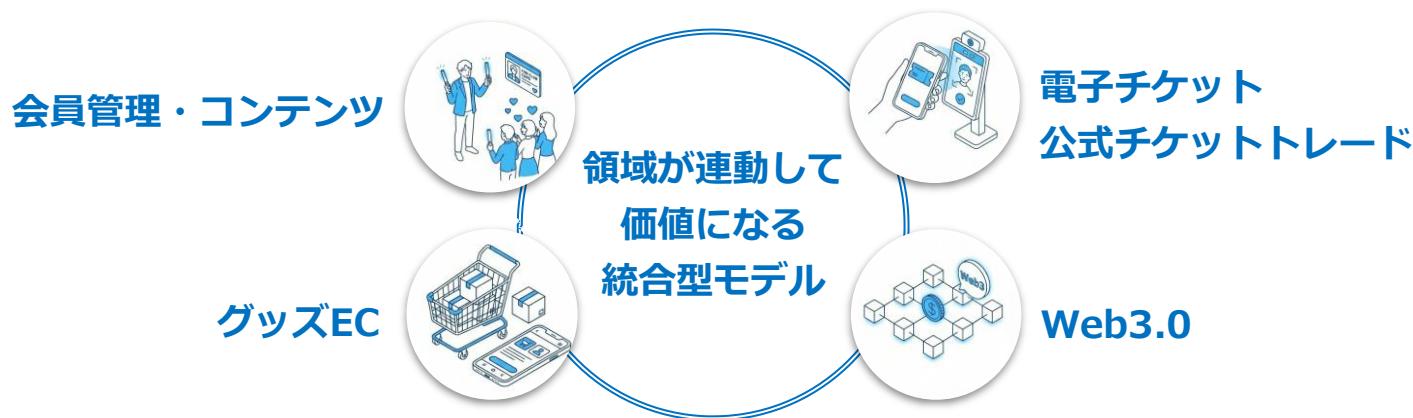 会員管理・コンテンツ
電子チケット
公式チケットトレード
領域が連動して
価値になる
統合型モデル
グッズEC
Web3
Web3.0